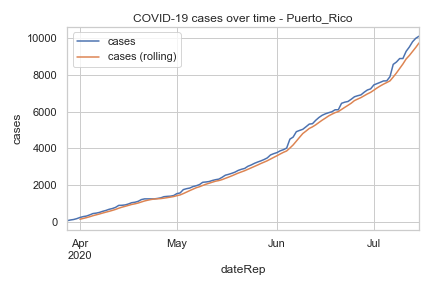 COVID-19 cases over time - Puerto_Rico
cases
cases (rolling)
10000
8000
6000
4000
2000
0
cases
Apr
2020
May
Jun
Jul
dateRep